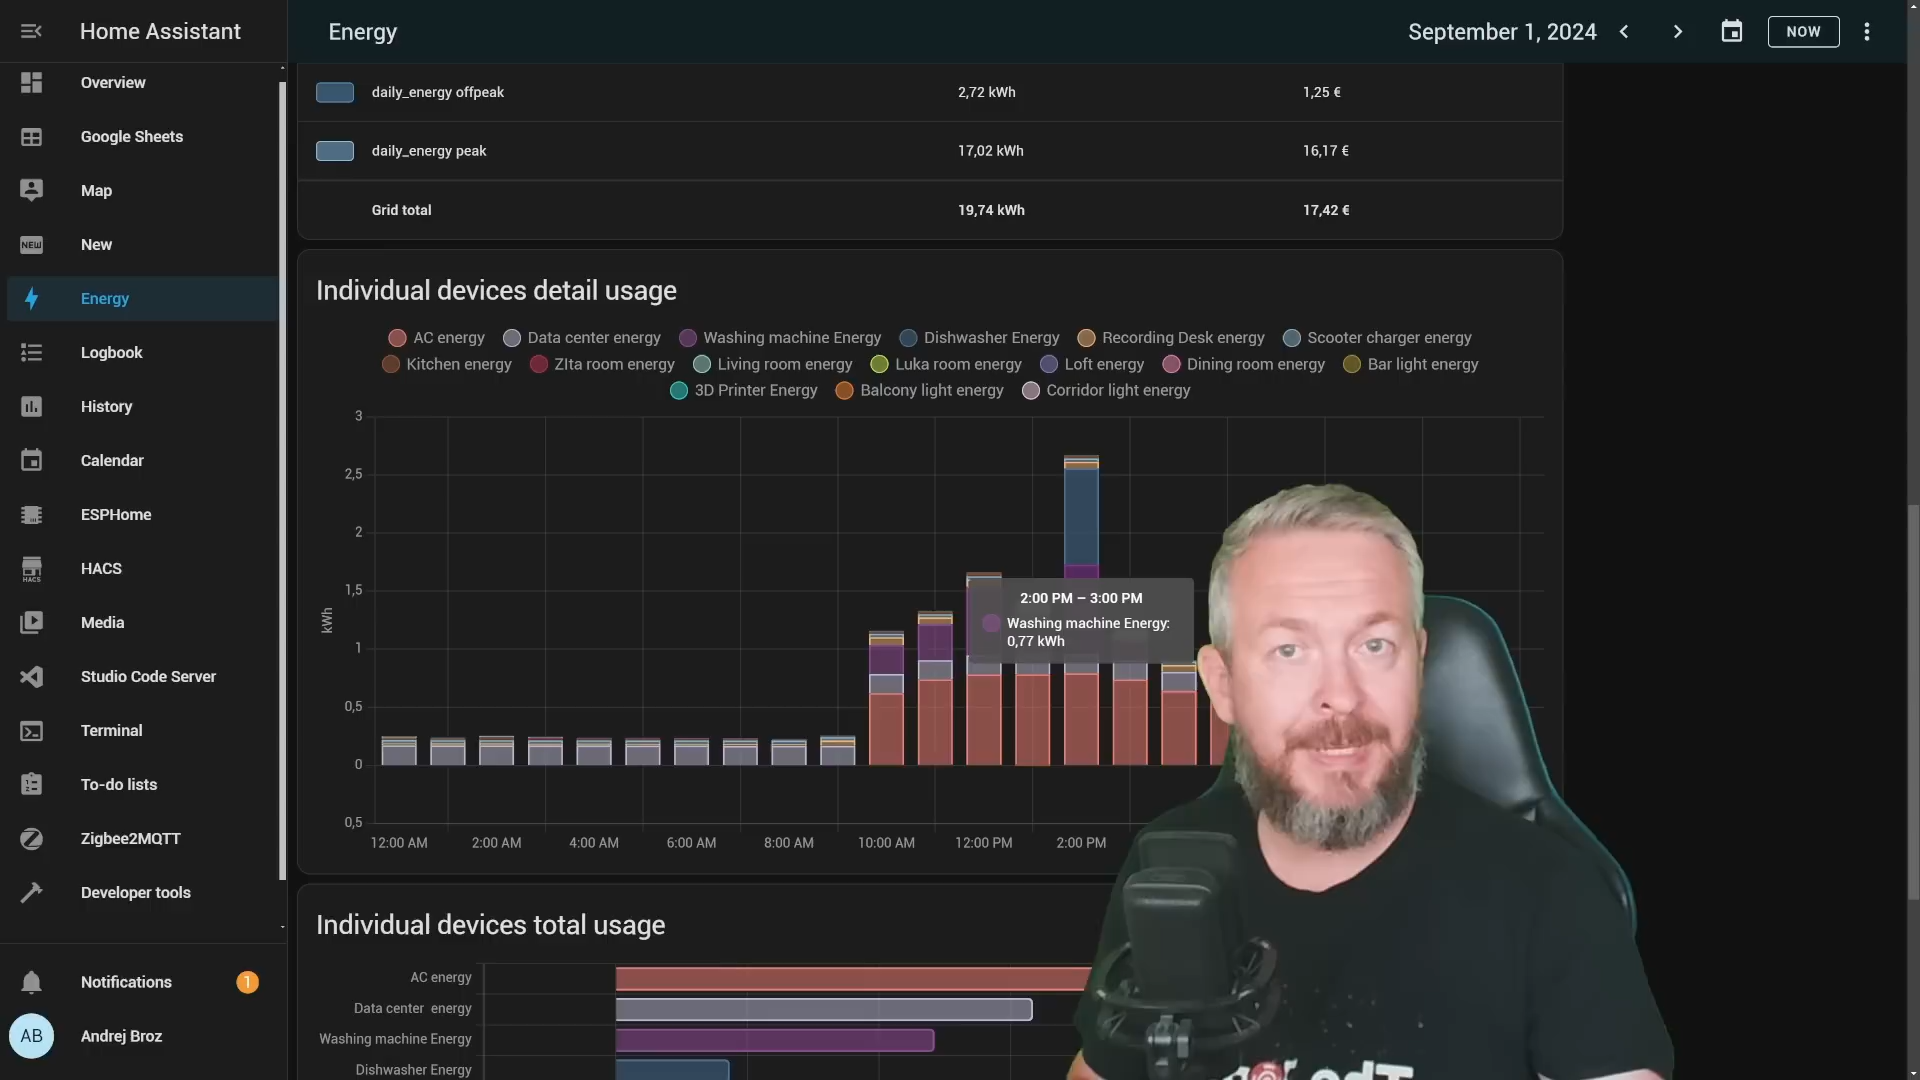 Home Assistant
Energy
September 1, 2024
NOW
Overview
Google Sheets
Map
NEW
New
Energy
Logbook
History
Calendar
ESPHome
HACS
HACS
Media
Studio Code Server
Terminal
To-do lists
Zigbee2MQTT
Developer tools
Notifications
1
AB
Andrej Broz
daily_energy offpeak 2,72 kWh 1,25 €
daily_energy peak 17,02 kWh 16,17 €
Grid total 19,74 kWh 17,42 €
Individual devices detail usage
AC energy Data center energy Washing machine Energy Dishwasher Energy Recording Desk energy Scooter charger energy
Kitchen energy ZIta room energy Living room energy Luka room energy Loft energy Dining room energy Bar light energy
3D Printer Energy Balcony light energy Corridor light energy
3
2,5
2
1,5
kWh
1
0,5
0
0,5
2:00 PM – 3:00 PM
Washing machine Energy:
0,77 kWh
12:00 AM 2:00 AM 4:00 AM 6:00 AM 8:00 AM 10:00 AM 12:00 PM 2:00 PM
Individual devices total usage
AC energy
Data center energy
Washing machine Energy
Dishwasher Energy